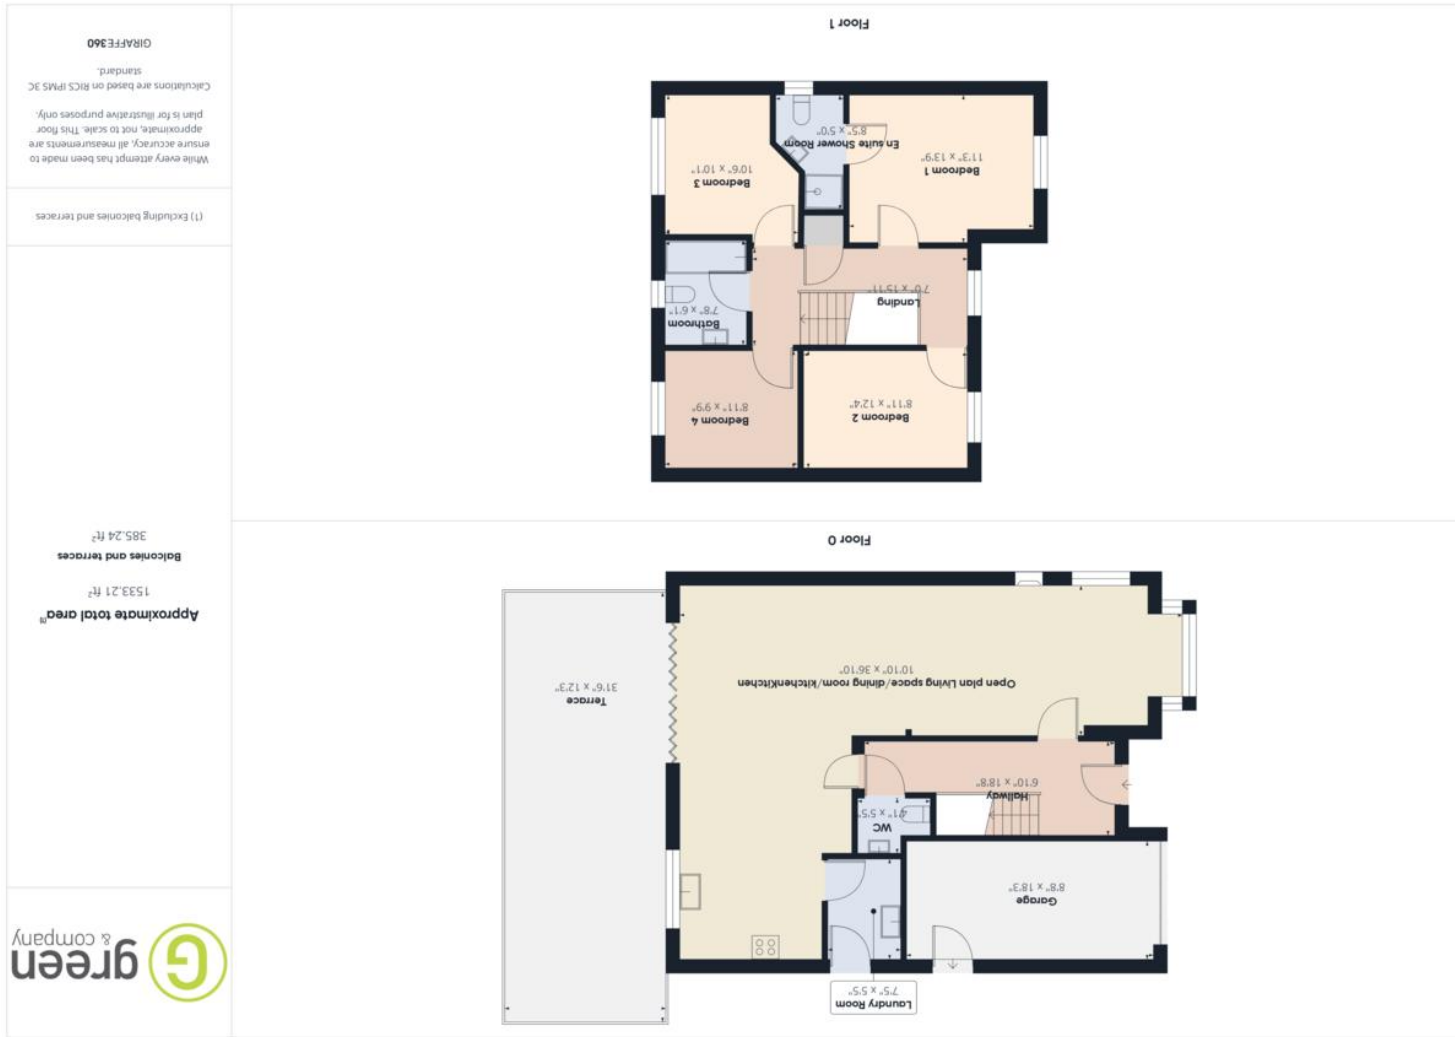 Laundry Room
7'5" x 5'5"
Garage
8'8" x 18'3"
WC
4'1" x 5'5"
Hallway
6'10" x 18'8"
Terrace
31'6" x 12'3"
Open plan Living space/dining room/kitchenKitchen
10'10" x 36'10"
Floor 0
Bedroom 2
8'11" x 12'4"
Bedroom 4
8'11" x 9'9"
Bathroom
7'8" x 6'1"
Landing
7'0" x 15'11"
Bedroom 1
11'3" x 13'9"
Bedroom 3
10'6" x 10'1"
En suite Shower Room
8'5" x 5'0"
Floor 1
G green
& company
Approximate total area(1)
1533.21 ft²
Balconies and terraces
385.24 ft²
(1) Excluding balconies and terraces
While every attempt has been made to
ensure accuracy, all measurements are
approximate, not to scale. This floor
plan is for illustrative purposes only.
Calculations are based on RICS IPMS 3C
standard.
GIRAFFE360